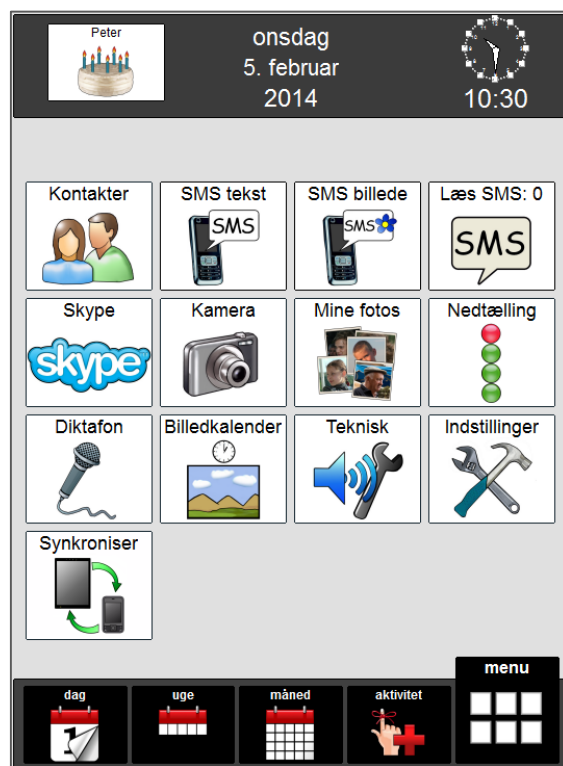 Peter
onsdag
5. februar
2014
10:30
Kontakter
SMS tekst
SMS billede
Læs SMS: 0
SMS
SMS
SMS
Skype
Kamera
Mine fotos
Nedtælling
skype
Diktafon
Billedkalender
Teknisk
Indstillinger
Synkroniser
menu
dag
uge
måned
aktivitet
1